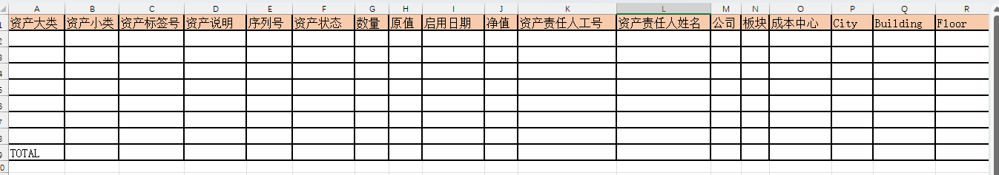 A B C D E F G H I J K L M N O P Q R
1 资产大类 资产小类 资产标签号 资产说明 序列号 资产状态 数量 原值 启用日期 净值 资产责任人工号 资产责任人姓名 公司 板块 成本中心 City Building Floor
2
3
4
5
6
7
8
9 TOTAL
0